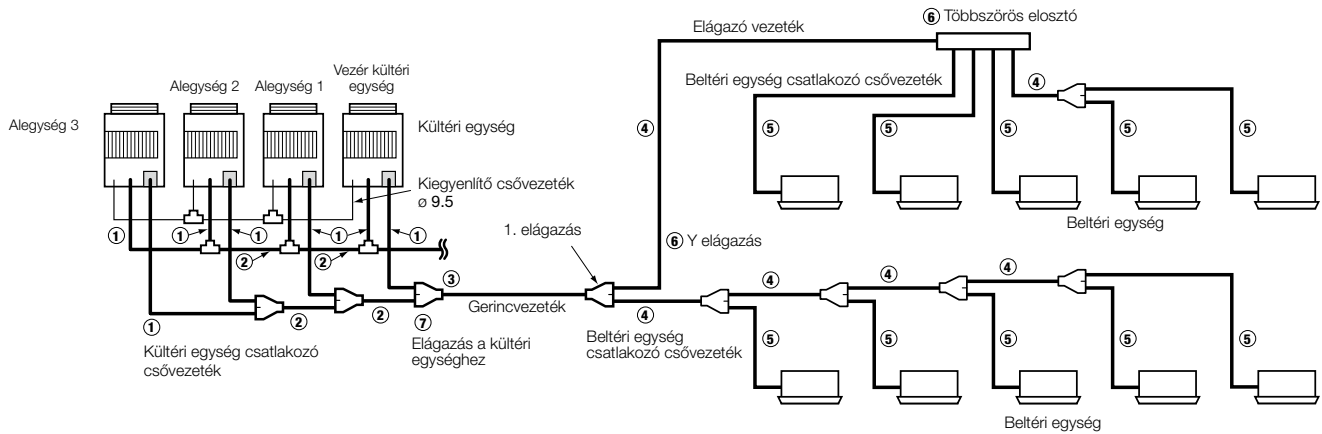 ⑥ Többszörös elosztó
Elágazó vezeték
Vezér kültéri
egység
Alegység 2
Alegység 1
Alegység 3
Kültéri egység
Beltéri egység csatlakozó csővezeték
④
④
⑤
⑤
⑤
⑤
⑤
Kiegyenlítő csővezeték
ø 9.5
Beltéri egység
①
①
①
①
①
②
②
1. elágazás
⑥ Y elágazás
③
Gerincvezeték
④
④
④
④
①
②
②
⑦
Kültéri egység csatlakozó
csővezeték
Elágazás a kültéri
egységhez
Beltéri egység
csatlakozó csővezeték
⑤
⑤
⑤
⑤
⑤
Beltéri egység